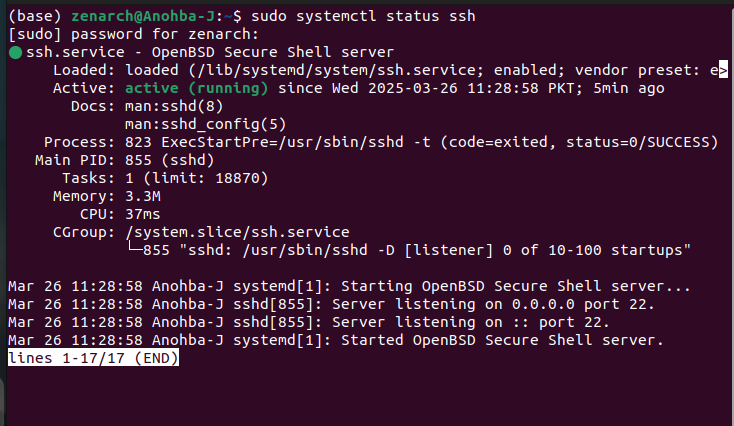 (base) zenarch@Anohba-J:~$ sudo systemctl status ssh
[sudo] password for zenarch:
● ssh.service - OpenBSD Secure Shell server
     Loaded: loaded (/lib/systemd/system/ssh.service; enabled; vendor preset: e>
     Active: active (running) since Wed 2025-03-26 11:28:58 PKT; 5min ago
       Docs: man:sshd(8)
             man:sshd_config(5)
    Process: 823 ExecStartPre=/usr/sbin/sshd -t (code=exited, status=0/SUCCESS)
   Main PID: 855 (sshd)
      Tasks: 1 (limit: 18870)
     Memory: 3.3M
        CPU: 37ms
     CGroup: /system.slice/ssh.service
             └─855 "sshd: /usr/sbin/sshd -D [listener] 0 of 10-100 startups"

Mar 26 11:28:58 Anohba-J systemd[1]: Starting OpenBSD Secure Shell server...
Mar 26 11:28:58 Anohba-J sshd[855]: Server listening on 0.0.0.0 port 22.
Mar 26 11:28:58 Anohba-J sshd[855]: Server listening on :: port 22.
Mar 26 11:28:58 Anohba-J systemd[1]: Started OpenBSD Secure Shell server.
lines 1-17/17 (END)